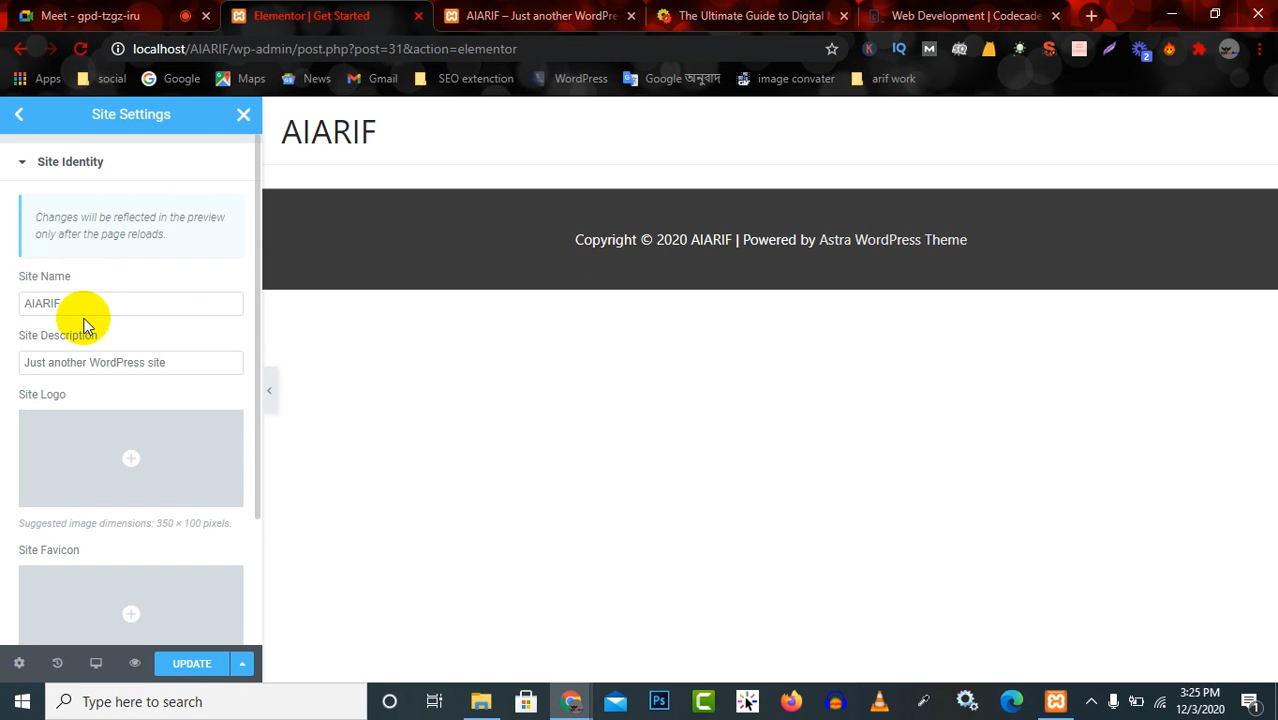 Meet - gpd-tzgz-iru
Elementor | Get Started
AIARIF – Just another WordPre
The Ultimate Guide to Digital
Web Development | Codecade
localhost/AIARIF/wp-admin/post.php?post=31&action=elementor
Apps
social
Google
Maps
News
Gmail
SEO extenction
WordPress
Google অনুবাদ
image convater
arif work
Site Settings
Site Identity
Changes will be reflected in the preview
only after the page reloads.
Site Name
AIARIF
Site Description
Just another WordPress site
Site Logo
Suggested image dimensions: 350 × 100 pixels.
Site Favicon
UPDATE
AIARIF
Copyright © 2020 AIARIF | Powered by Astra WordPress Theme
Type here to search
3:25 PM
12/3/2020